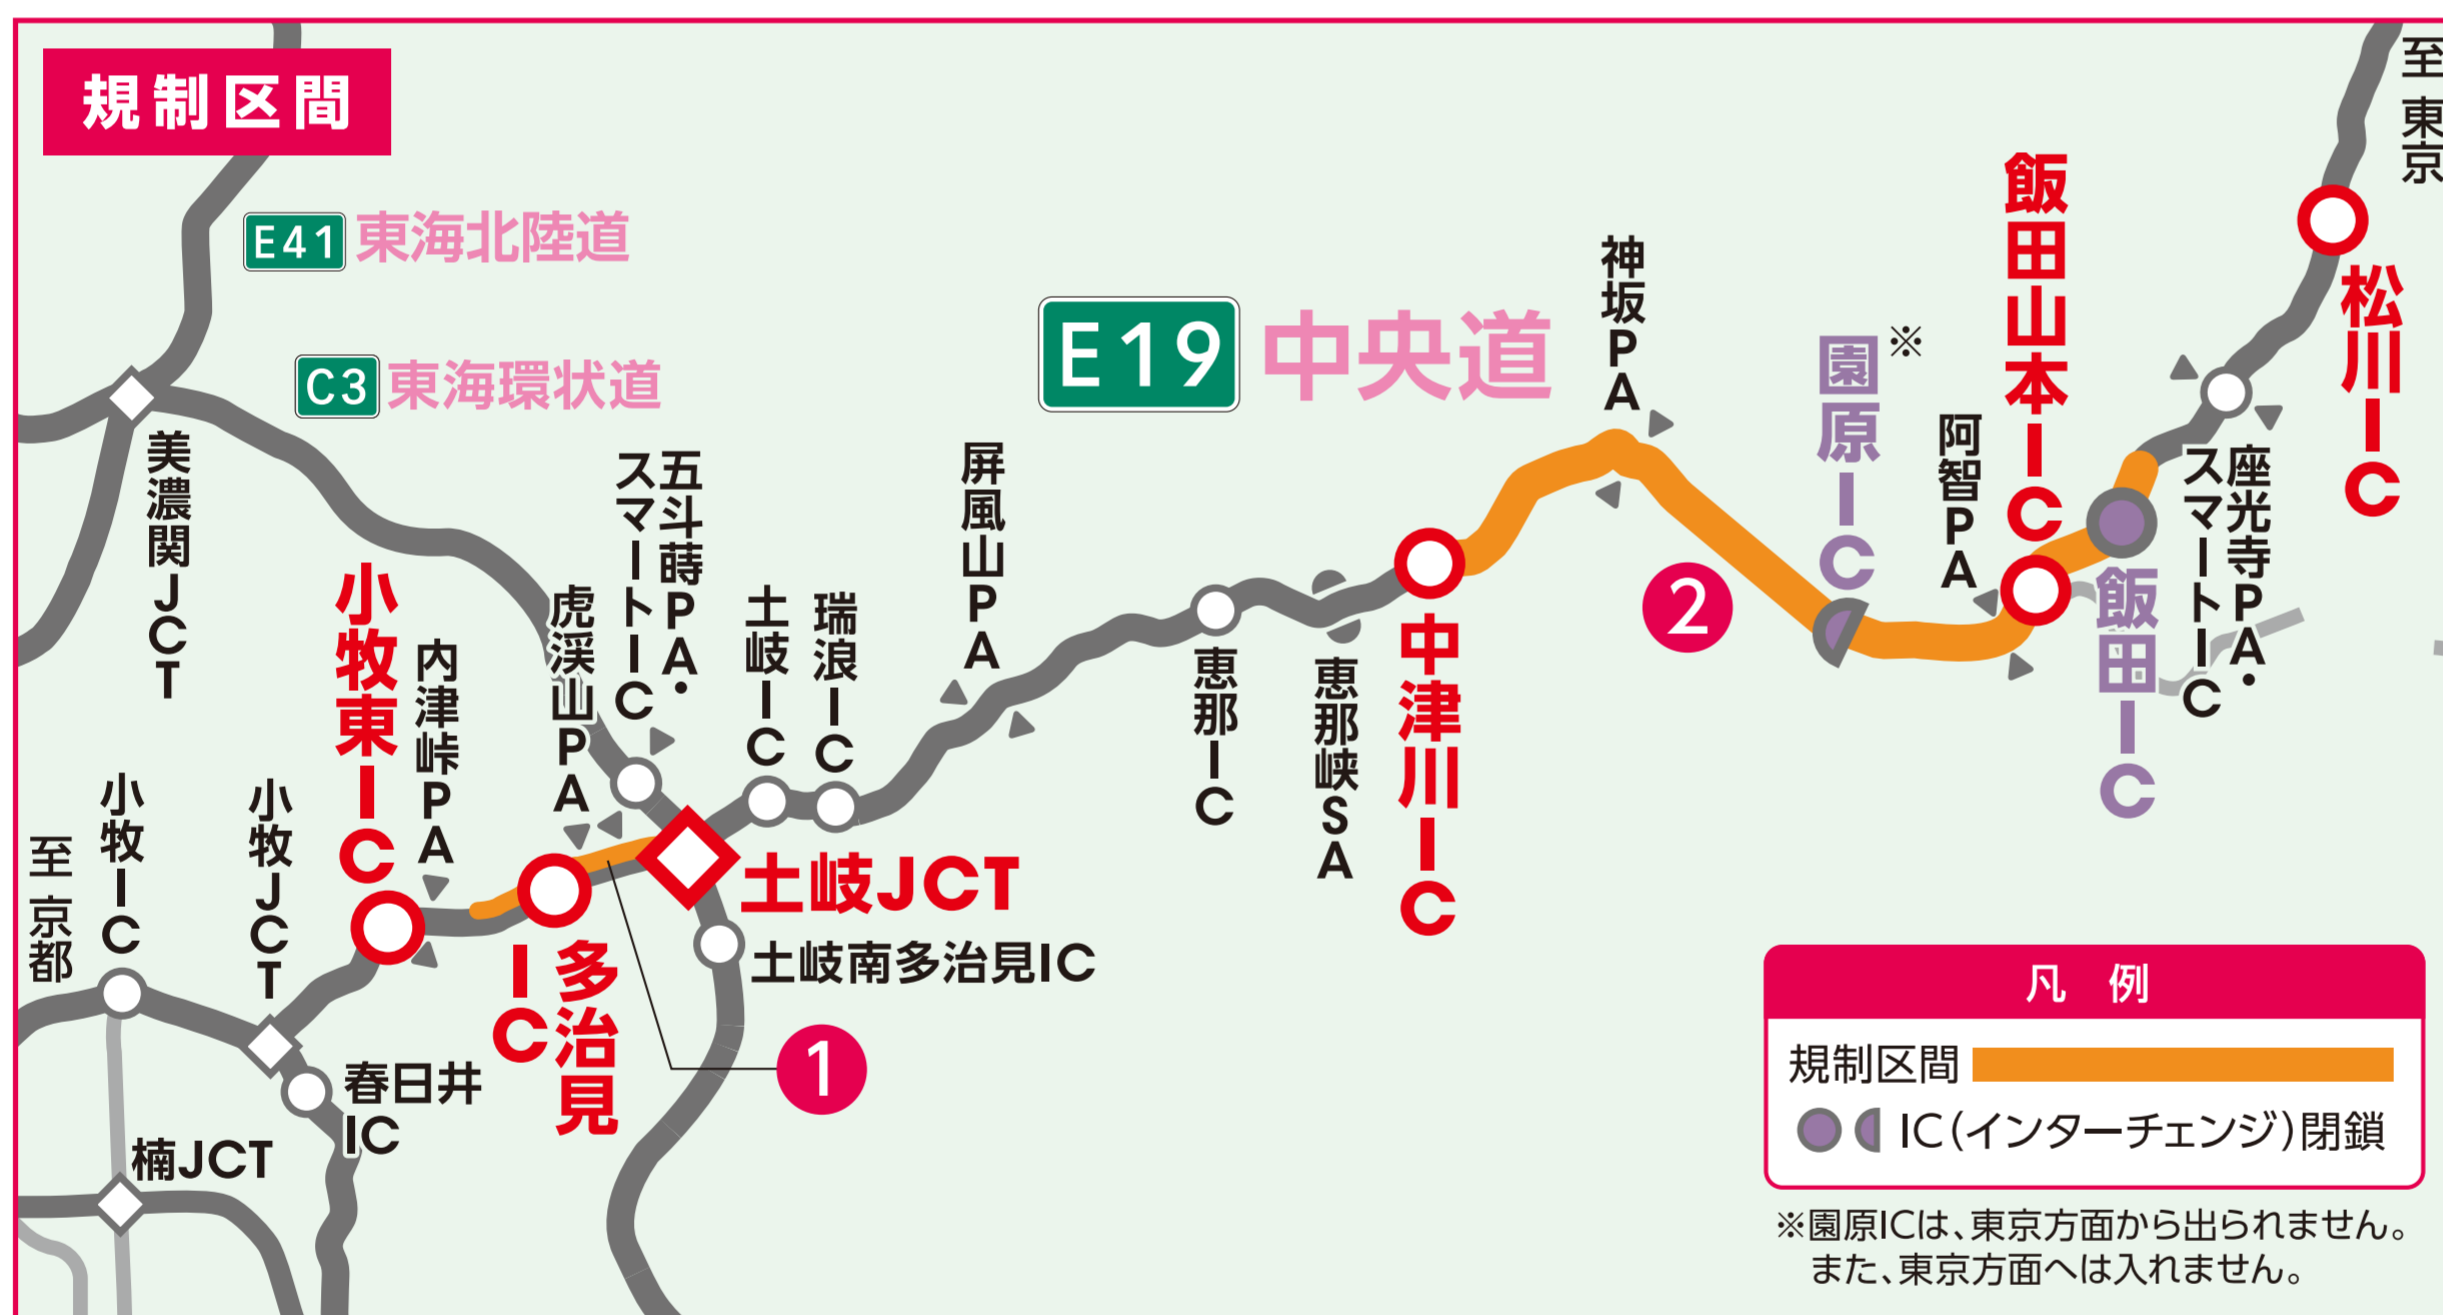 規制区間
E41 東海北陸道
C3 東海環状道
E19 中央道
至 東京
美濃関JCT
小牧東IC
内津峠PA
虎渓山PA
五斗蒔PA・
スマートIC
土岐IC
瑞浪IC
屏風山PA
恵那IC
恵那峡SA
中津川IC
神坂PA
園原IC
※
阿智PA
飯田山本IC
飯田IC
座光寺PA・
スマートIC
松川IC
至 京都
小牧IC
小牧JCT
多治見
IC
土岐JCT
土岐南多治見IC
春日井
IC
楠JCT
1
2
凡 例
規制区間
IC(インターチェンジ)閉鎖
※園原ICは、東京方面から出られません。
また、東京方面へは入れません。